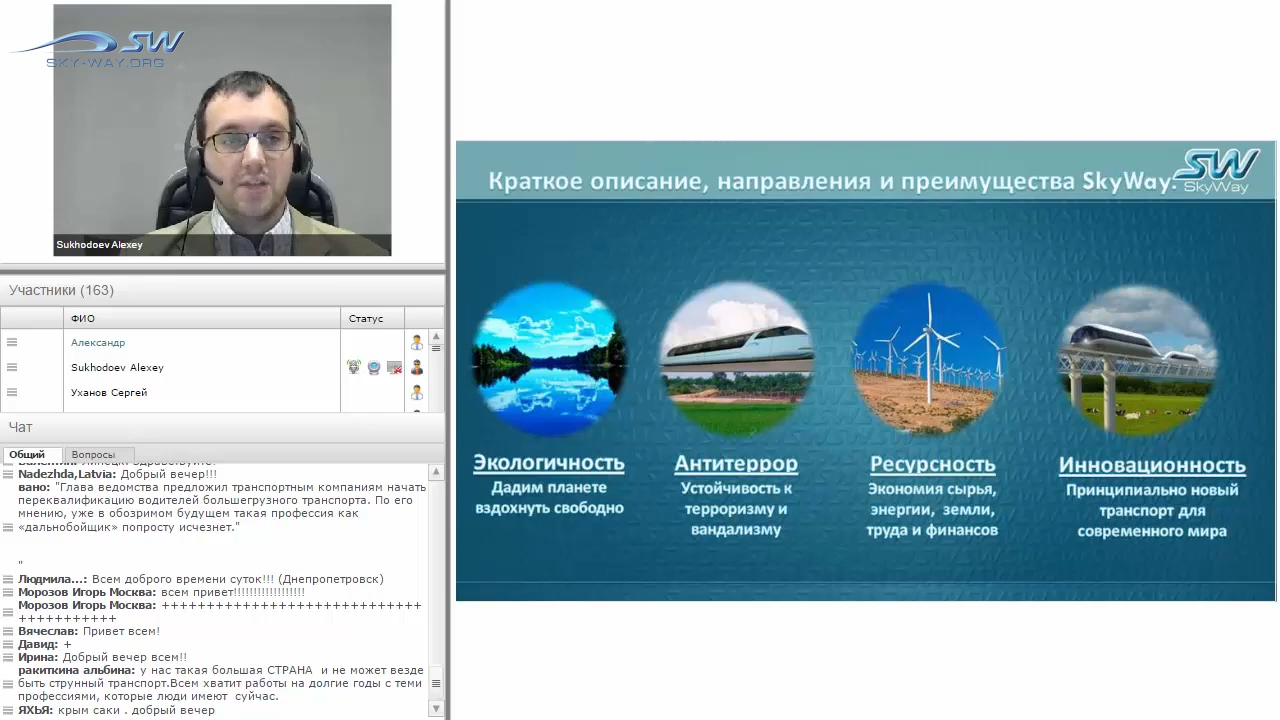 SW
SKY-WAY.ORG
Sukhodoev Alexey
Участники (163)
ФИО
Статус
Александр
Sukhodoev Alexey
Уханов Сергей
Чат
Общий
Вопросы
Nadezhda,Latvia: Добрый вечер!!!
вано: "Глава ведомства предложил транспортным компаниям начать
переквалификацию водителей большегрузного транспорта. По его
мнению, уже в обозримом будущем такая профессия как
«дальнобойщик» попросту исчезнет."
"
Людмила...: Всем доброго времени суток!!! (Днепропетровск)
Морозов Игорь Москва: всем привет!!!!!!!!!!!!!!!!!!
Морозов Игорь Москва: +++++++++++++++++++++++++++++
+++++++++++
Вячеслав: Привет всем!
Давид: +
Ирина: Добрый вечер всем!!
ракиткина альбина: у нас такая большая СТРАНА и не может везде
быть струнный транспорт.Всем хватит работы на долгие годы с теми
профессиями, которые люди имеют суйчас.
ЯХЬЯ: крым саки . добрый вечер
Краткое описание, направления и преимущества SkyWay:
SW
SkyWay
Экологичность
Дадим планете
вздохнуть свободно
Антитеррор
Устойчивость к
терроризму и
вандализму
Ресурсность
Экономия сырья,
энергии, земли,
труда и финансов
Инновационность
Принципиально новый
транспорт для
современного мира